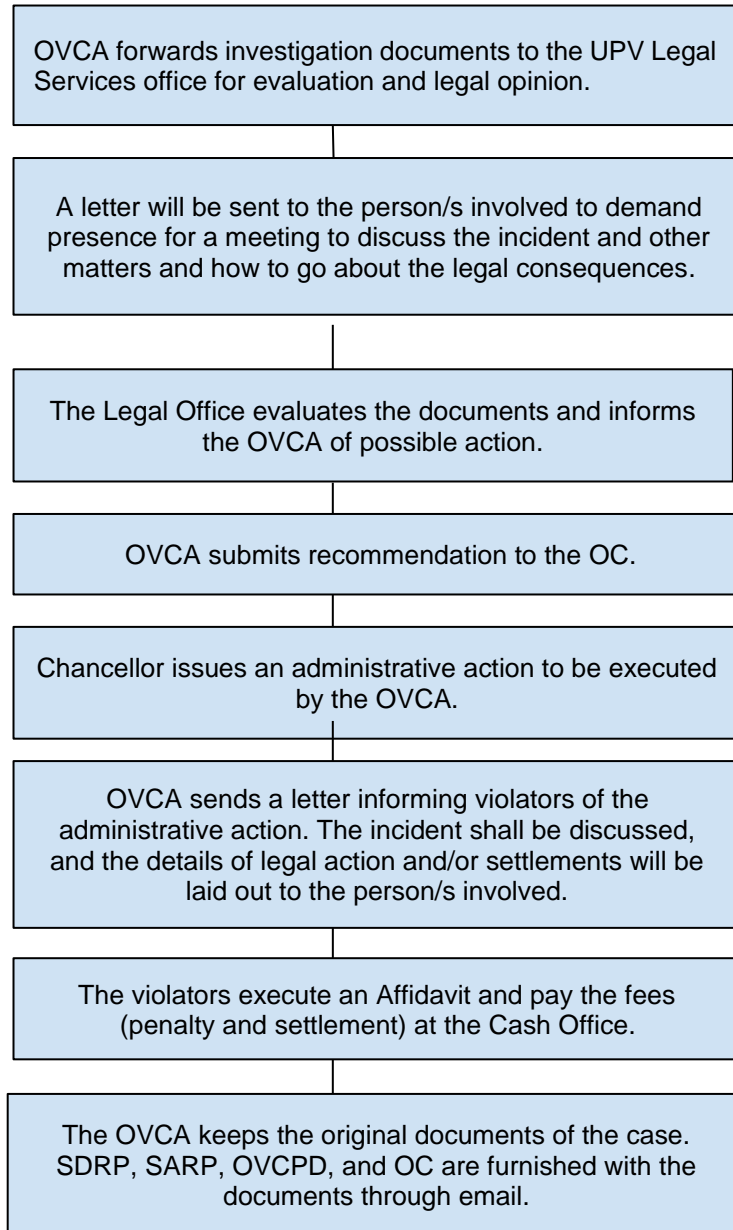 OVCA forwards investigation documents to the UPV Legal
Services office for evaluation and legal opinion.
A letter will be sent to the person/s involved to demand
presence for a meeting to discuss the incident and other
matters and how to go about the legal consequences.
The Legal Office evaluates the documents and informs
the OVCA of possible action.
OVCA submits recommendation to the OC.
Chancellor issues an administrative action to be executed
by the OVCA.
OVCA sends a letter informing violators of the
administrative action. The incident shall be discussed,
and the details of legal action and/or settlements will be
laid out to the person/s involved.
The violators execute an Affidavit and pay the fees
(penalty and settlement) at the Cash Office.
The OVCA keeps the original documents of the case.
SDRP, SARP, OVCPD, and OC are furnished with the
documents through email.